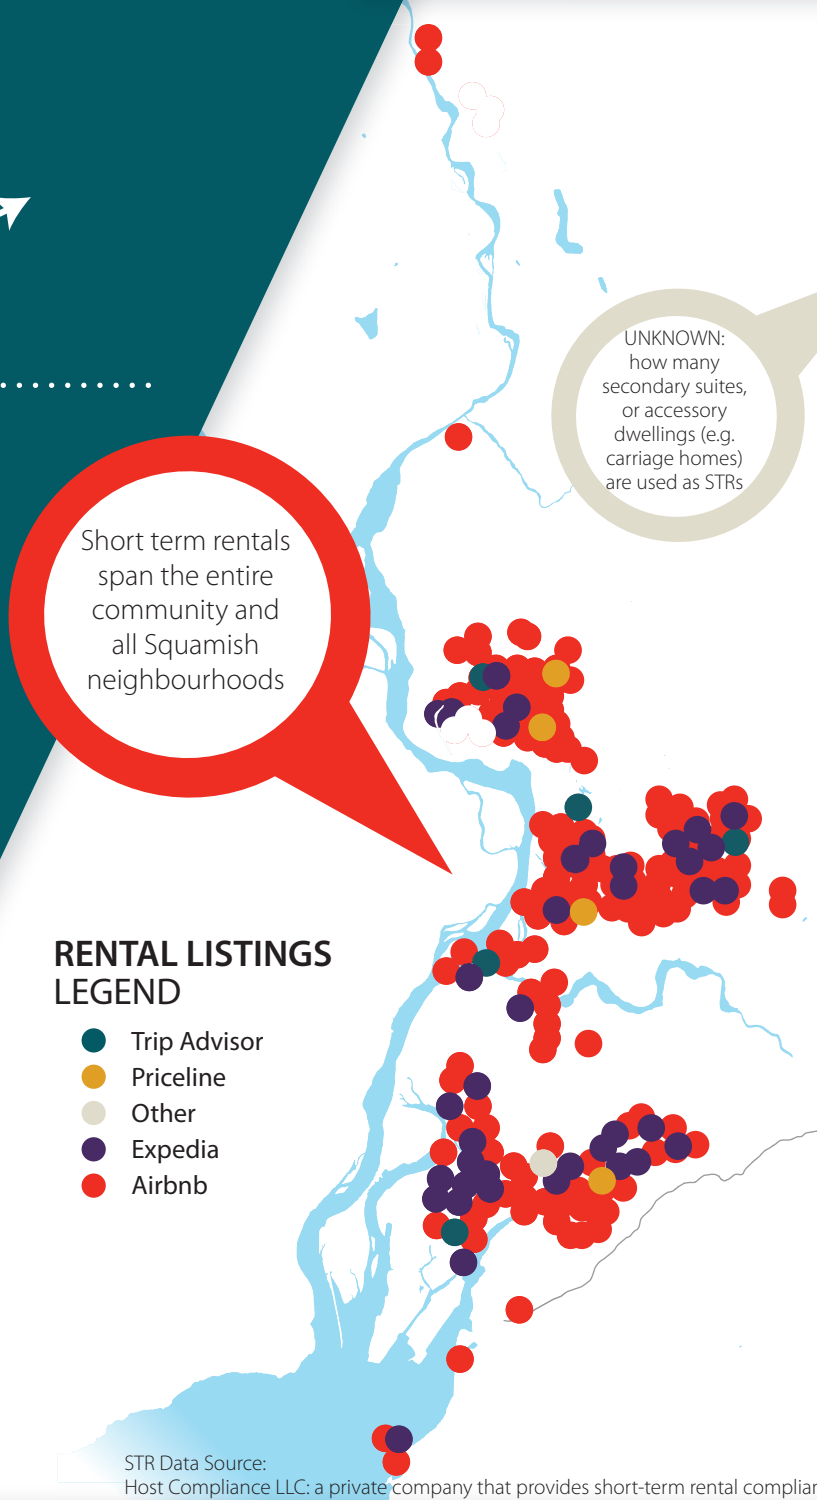 UNKNOWN:
how many
secondary suites,
or accessory
dwellings (e.g.
carriage homes)
are used as STRs
Short term rentals
span the entire
community and
all Squamish
neighbourhoods
RENTAL LISTINGS
LEGEND
Trip Advisor
Priceline
Other
Expedia
Airbnb
STR Data Source:
Host Compliance LLC: a private company that provides short-term rental